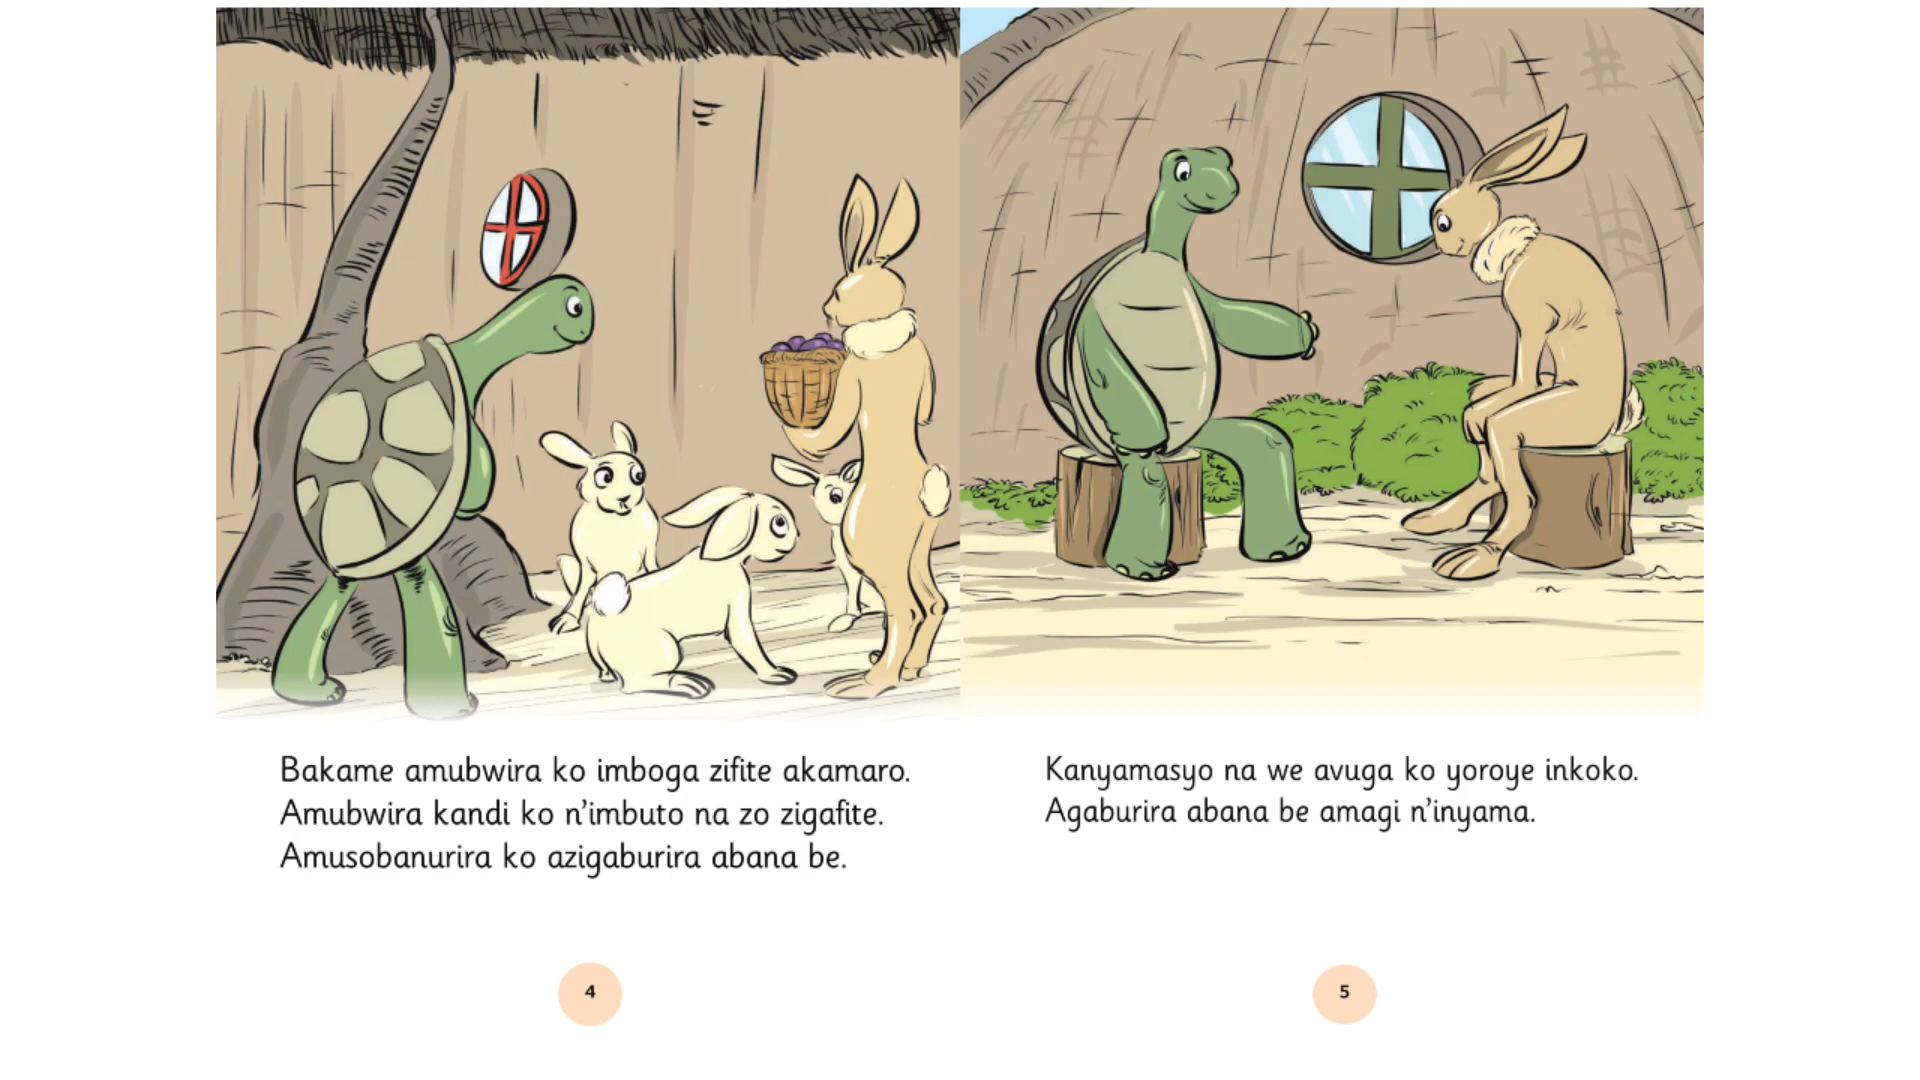 Bakame amubwira ko imboga zifite akamaro.
Amubwira kandi ko n'imbuto na zo zigafite.
Amusobanurira ko azigaburira abana be.
4
Kanyamasyo na we avuga ko yoroye inkoko.
Agaburira abana be amagi n'inyama.
5